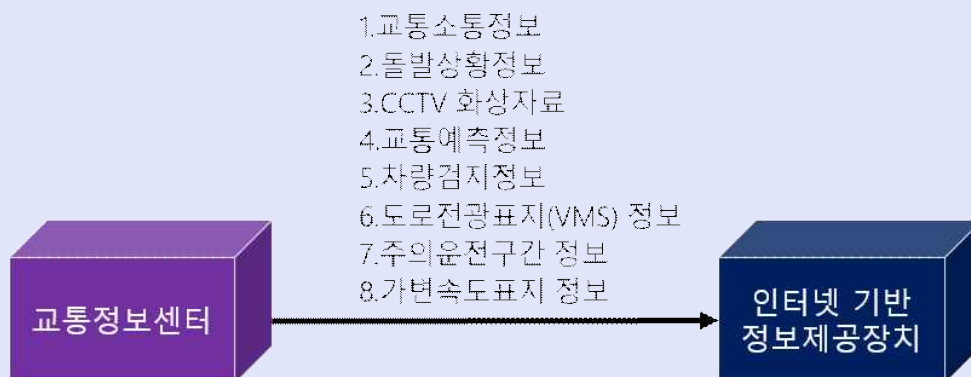 1.교통소통정보
2.돌발상황정보
3.CCTV 화상자료
4.교통예측정보
5.차량검지정보
6.도로전광표지(VMS) 정보
7.주의운전구간 정보
8.가변속도표지 정보
교통정보센터
인터넷 기반
정보제공장치